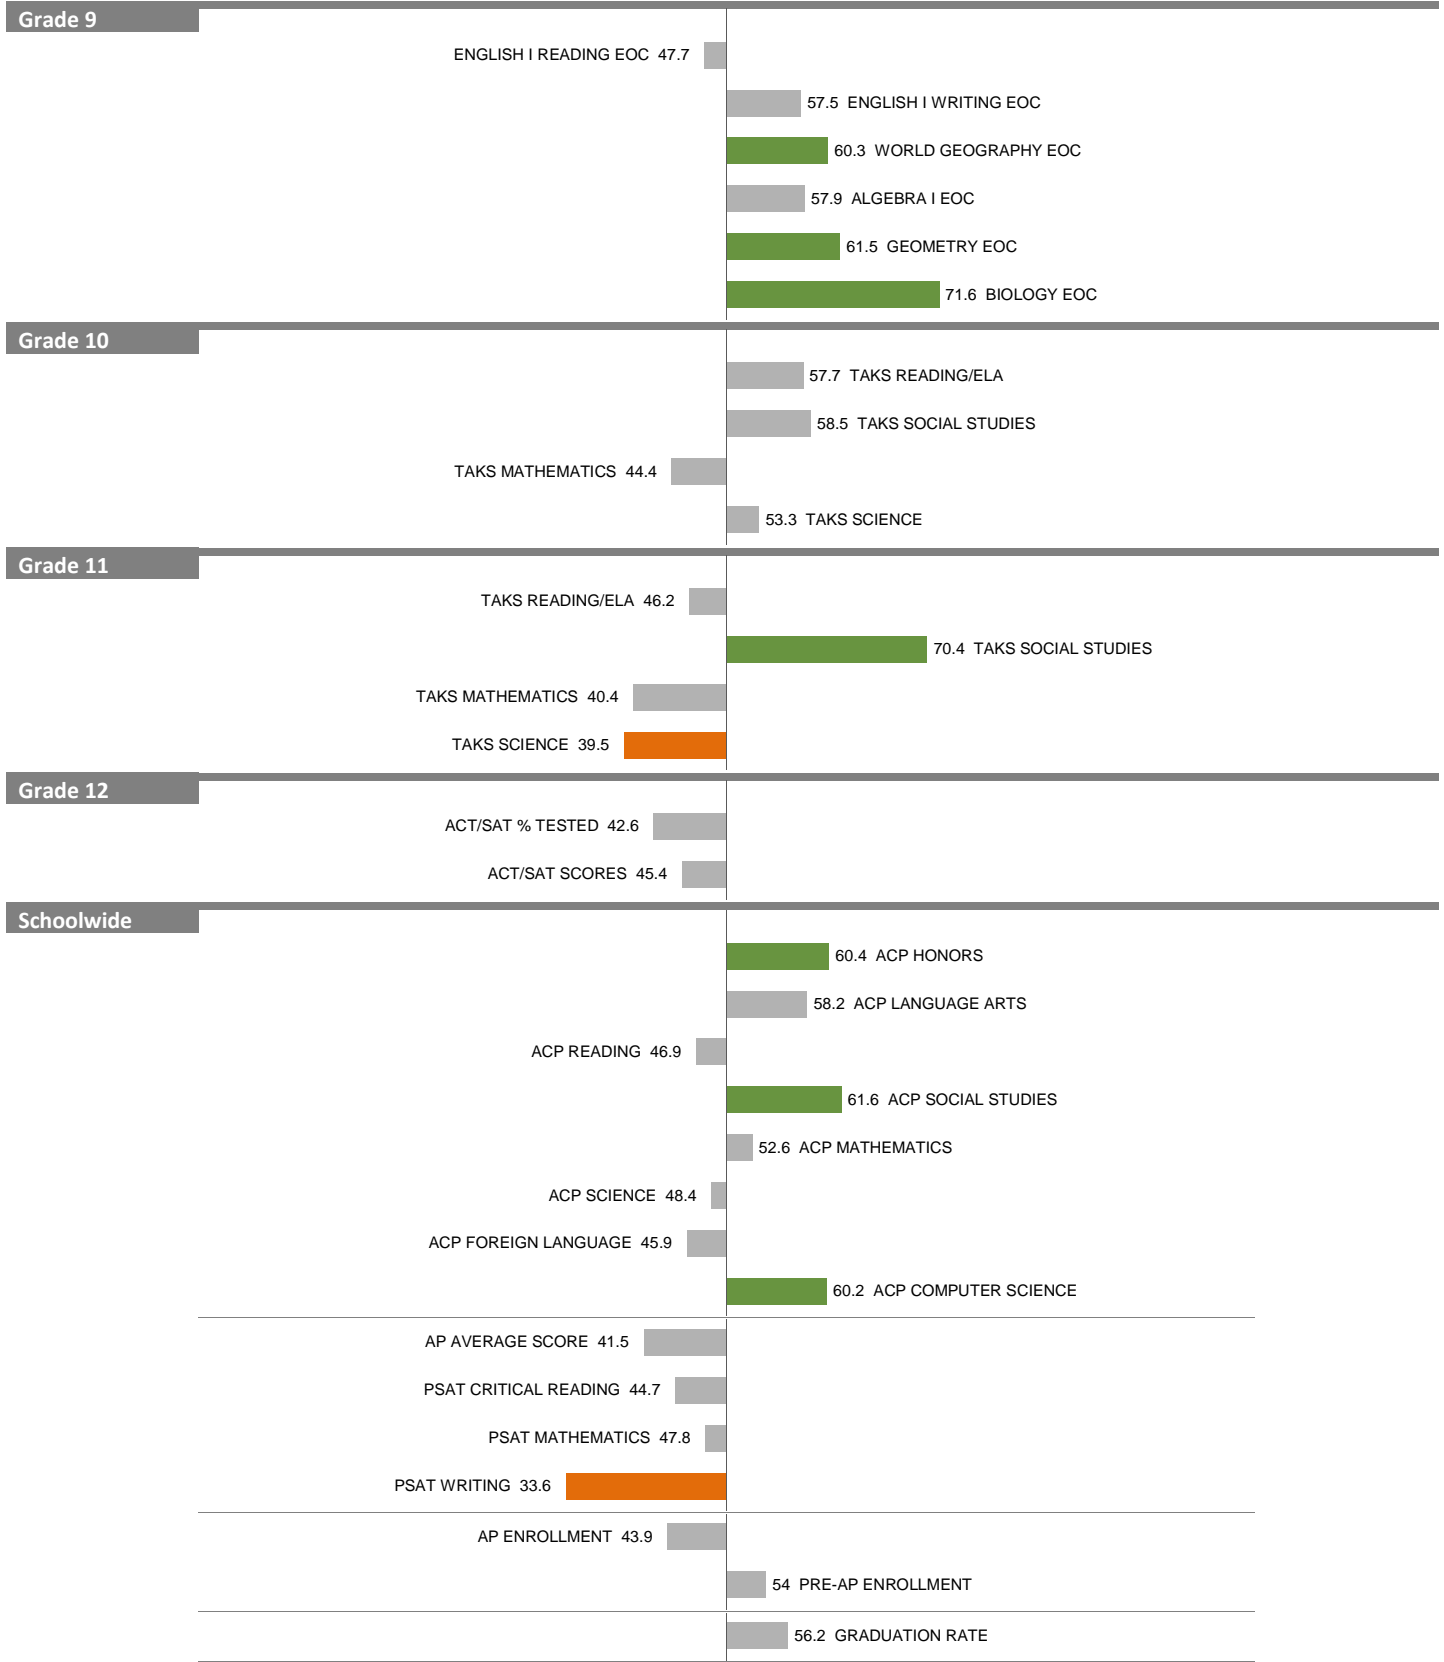 Grade 9
ENGLISH I READING EOC 47.7
57.5 ENGLISH I WRITING EOC
60.3 WORLD GEOGRAPHY EOC
57.9 ALGEBRA I EOC
61.5 GEOMETRY EOC
71.6 BIOLOGY EOC
Grade 10
57.7 TAKS READING/ELA
58.5 TAKS SOCIAL STUDIES
TAKS MATHEMATICS 44.4
53.3 TAKS SCIENCE
Grade 11
TAKS READING/ELA 46.2
70.4 TAKS SOCIAL STUDIES
TAKS MATHEMATICS 40.4
TAKS SCIENCE 39.5
Grade 12
ACT/SAT % TESTED 42.6
ACT/SAT SCORES 45.4
Schoolwide
60.4 ACP HONORS
58.2 ACP LANGUAGE ARTS
ACP READING 46.9
61.6 ACP SOCIAL STUDIES
52.6 ACP MATHEMATICS
ACP SCIENCE 48.4
ACP FOREIGN LANGUAGE 45.9
60.2 ACP COMPUTER SCIENCE
AP AVERAGE SCORE 41.5
PSAT CRITICAL READING 44.7
PSAT MATHEMATICS 47.8
PSAT WRITING 33.6
AP ENROLLMENT 43.9
54 PRE-AP ENROLLMENT
56.2 GRADUATION RATE